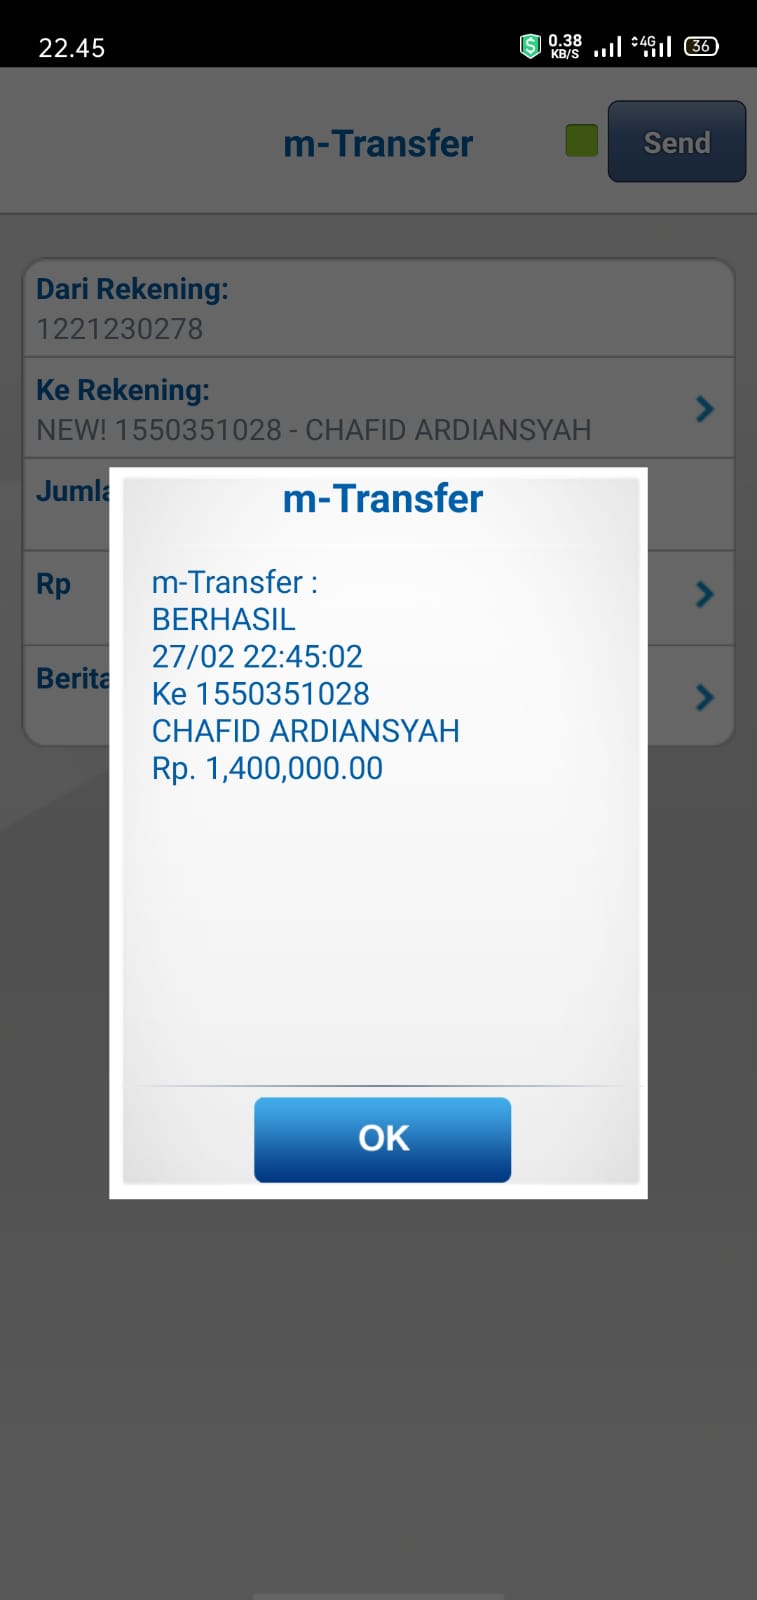 22.45
0.38
KB/S
4G
36
m-Transfer
Send
Dari Rekening:
1221230278
Ke Rekening:
NEW! 1550351028 - CHAFID ARDIANSYAH
Jumla
Rp
Berita
m-Transfer
m-Transfer :
BERHASIL
27/02 22:45:02
Ke 1550351028
CHAFID ARDIANSYAH
Rp. 1,400,000.00
OK